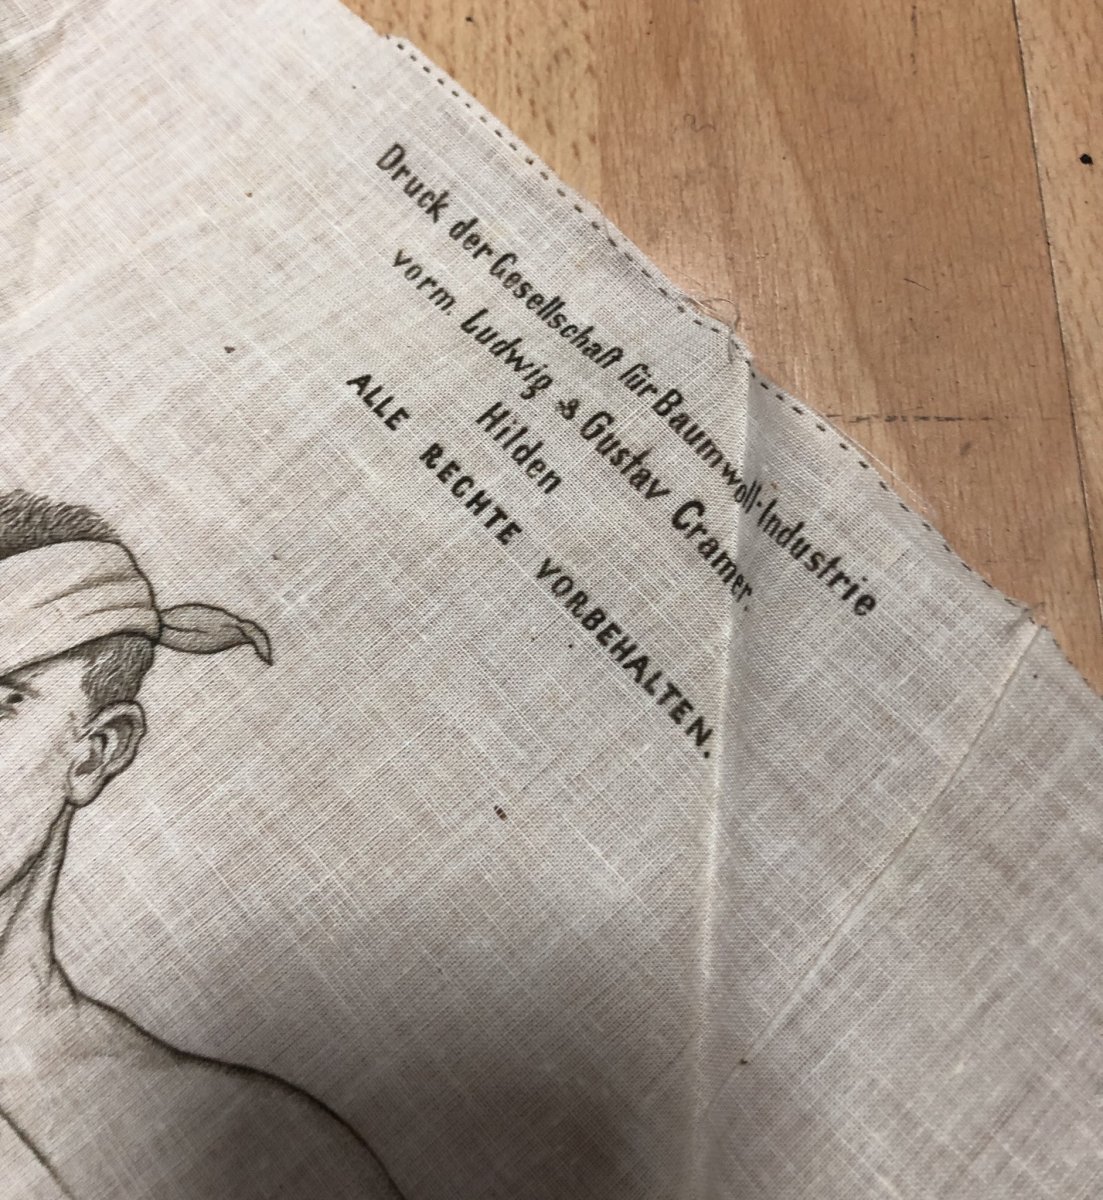 Druck der Gesellschaft für Baumwoll-Industrie
vorm. Ludwig & Gustav Cramer.
Hilden
ALLE RECHTE VORBEHALTEN.